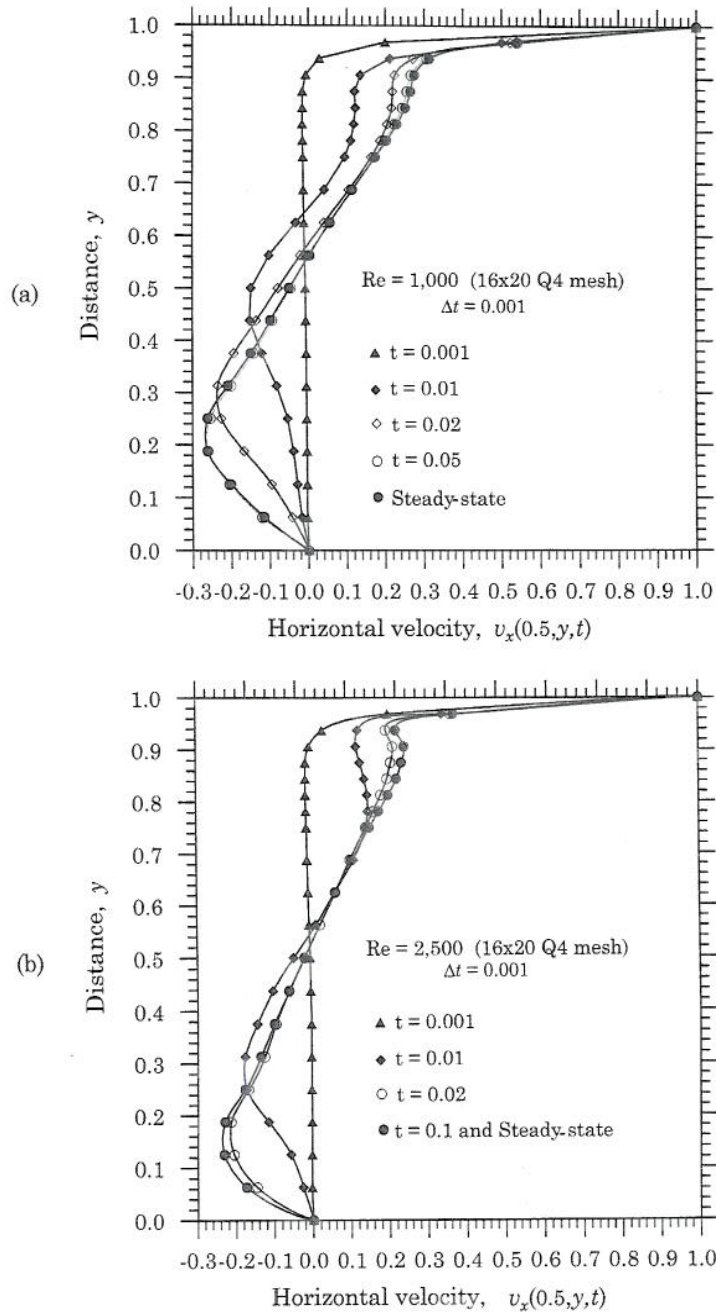 (a)
Distance, y
1.0
0.9
0.8
0.7
0.6
0.5
0.4
0.3
0.2
0.1
0.0
Re = 1,000 (16x20 Q4 mesh)
Δt = 0.001
t = 0.001
t = 0.01
t = 0.02
t = 0.05
Steady-state
-0.3 -0.2 -0.1 0.0 0.1 0.2 0.3 0.4 0.5 0.6 0.7 0.8 0.9 1.0
Horizontal velocity, vx(0.5,y,t)
(b)
Distance, y
1.0
0.9
0.8
0.7
0.6
0.5
0.4
0.3
0.2
0.1
0.0
Re = 2,500 (16x20 Q4 mesh)
Δt = 0.001
t = 0.001
t = 0.01
t = 0.02
t = 0.1 and Steady-state
-0.3 -0.2 -0.1 0.0 0.1 0.2 0.3 0.4 0.5 0.6 0.7 0.8 0.9 1.0
Horizontal velocity, vx(0.5,y,t)